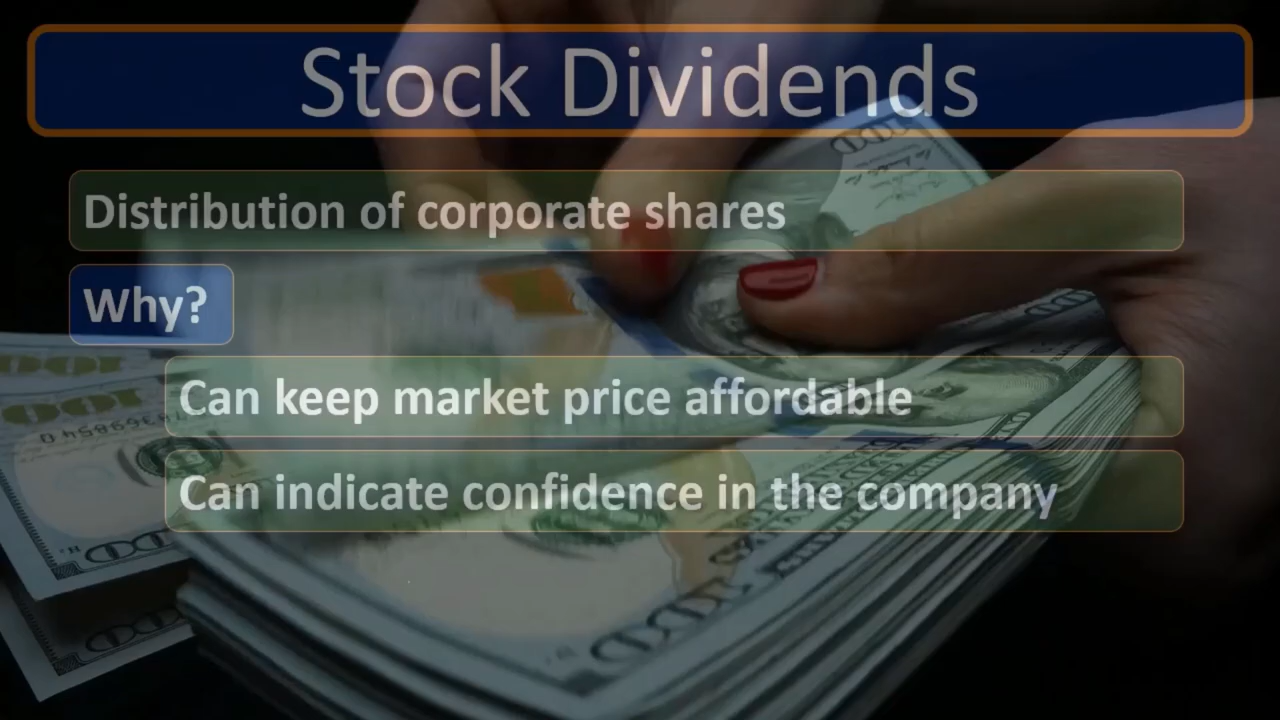 Stock Dividends
Distribution of corporate shares
Why?
Can keep market price affordable
Can indicate confidence in the company